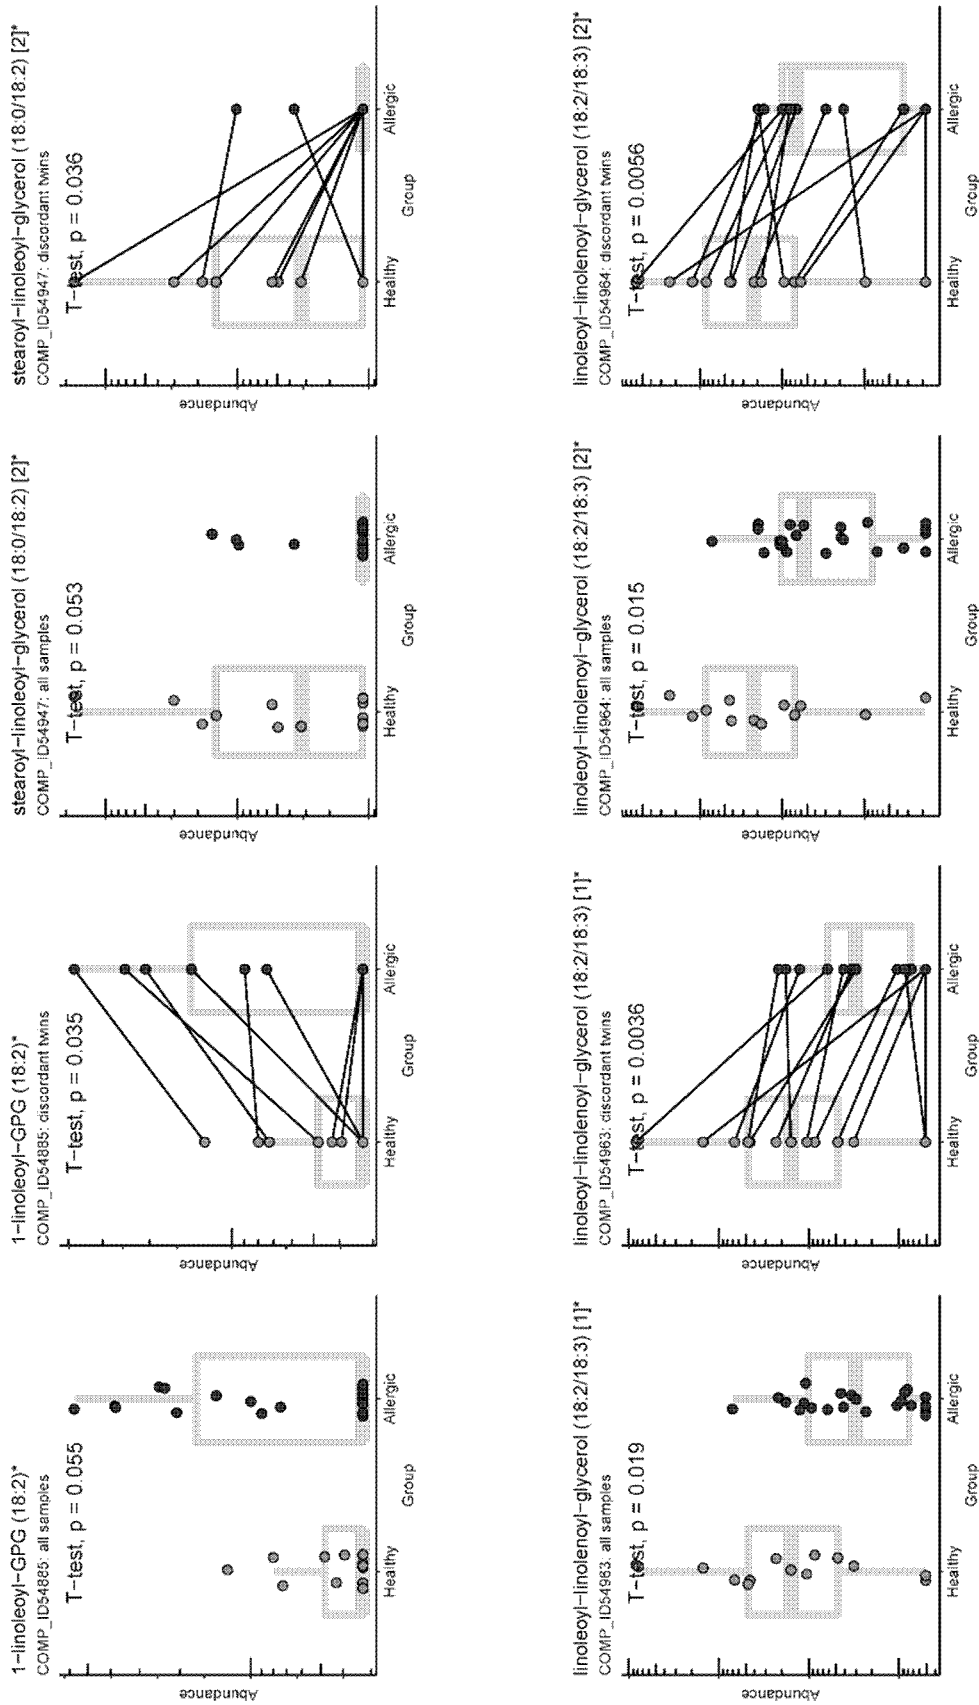 1−linoleoyl−GPG (18:2)*
COMP_ID54885: all samples
T−test, p = 0.055
Abundance
Healthy
Allergic
Group
1−linoleoyl−GPG (18:2)*
COMP_ID54885: discordant twins
T−test, p = 0.035
Abundance
Healthy
Allergic
Group
stearoyl−linoleoyl−glycerol (18:0/18:2) [2]*
COMP_ID54947: all samples
T−test, p = 0.053
Abundance
Healthy
Allergic
Group
stearoyl−linoleoyl−glycerol (18:0/18:2) [2]*
COMP_ID54947: discordant twins
T−test, p = 0.036
Abundance
Healthy
Allergic
Group
linoleoyl−linolenoyl−glycerol (18:2/18:3) [1]*
COMP_ID54963: all samples
T−test, p = 0.019
Abundance
Healthy
Allergic
Group
linoleoyl−linolenoyl−glycerol (18:2/18:3) [1]*
COMP_ID54963: discordant twins
T−test, p = 0.0036
Abundance
Healthy
Allergic
Group
linoleoyl−linolenoyl−glycerol (18:2/18:3) [2]*
COMP_ID54964: all samples
T−test, p = 0.015
Abundance
Healthy
Allergic
Group
linoleoyl−linolenoyl−glycerol (18:2/18:3) [2]*
COMP_ID54964: discordant twins
T−test, p = 0.0056
Abundance
Healthy
Allergic
Group